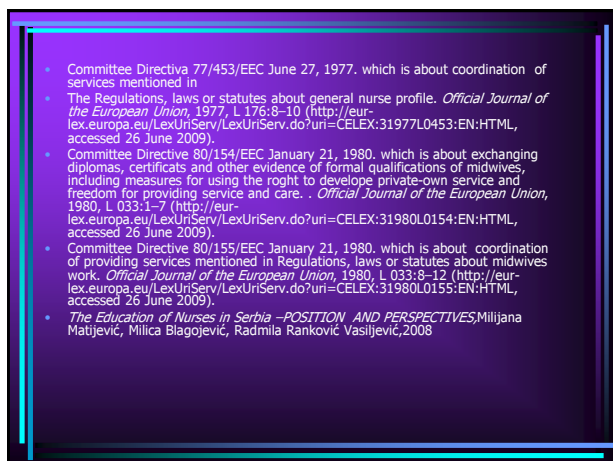 • Committee Directiva 77/453/EEC June 27, 1977. which is about coordination of
services mentioned in
• The Regulations, laws or statutes about general nurse profile. Official Journal of
the European Union, 1977, L 176:8–10 (http://eur-
lex.europa.eu/LexUriServ/LexUriServ.do?uri=CELEX:31977L0453:EN:HTML,
accessed 26 June 2009).
• Committee Directive 80/154/EEC January 21, 1980. which is about exchanging
diplomas, certificats and other evidence of formal qualifications of midwives,
including measures for using the roght to develope private-own service and
freedom for providing service and care. . Official Journal of the European Union,
1980, L 033:1–7 (http://eur-
lex.europa.eu/LexUriServ/LexUriServ.do?uri=CELEX:31980L0154:EN:HTML,
accessed 26 June 2009).
• Committee Directive 80/155/EEC January 21, 1980. which is about coordination
of providing services mentioned in Regulations, laws or statutes about midwives
work. Official Journal of the European Union, 1980, L 033:8–12 (http://eur-
lex.europa.eu/LexUriServ/LexUriServ.do?uri=CELEX:31980L0155:EN:HTML,
accessed 26 June 2009).
• The Education of Nurses in Serbia –POSITION AND PERSPECTIVES,Milijana
Matijević, Milica Blagojević, Radmila Ranković Vasiljević,2008